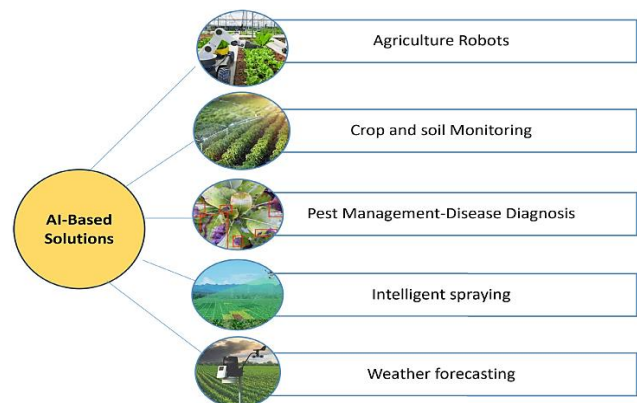 Agriculture Robots
Crop and soil Monitoring
AI-Based
Solutions
Pest Management-Disease Diagnosis
Intelligent spraying
Weather forecasting